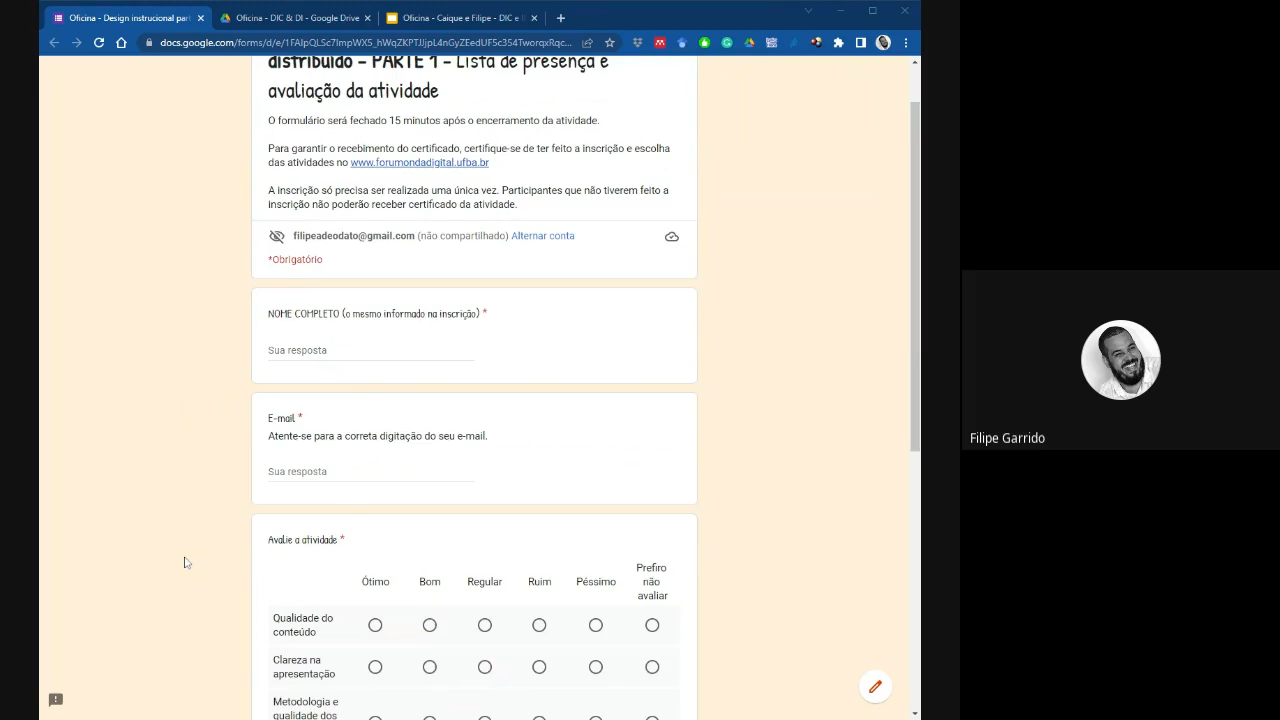 Oficina - Design instrucional part
Oficina - DIC & DI - Google Drive
Oficina - Caique e Filipe - DIC e
distribuído - PARTE 1 - Lista de presença e
avaliação da atividade
O formulário será fechado 15 minutos após o encerramento da atividade.
Para garantir o recebimento do certificado, certifique-se de ter feito a inscrição e escolha
das atividades no www.forumondadigital.ufba.br
A inscrição só precisa ser realizada uma única vez. Participantes que não tiverem feito a
inscrição não poderão receber certificado da atividade.
filipeadeodato@gmail.com (não compartilhado) Alternar conta
*Obrigatório
NOME COMPLETO (o mesmo informado na inscrição) *
Sua resposta
E-mail *
Atente-se para a correta digitação do seu e-mail.
Sua resposta
Avalie a atividade *
Ótimo Bom Regular Ruim Péssimo Prefiro não avaliar
Qualidade do
conteúdo
Clareza na
apresentação
Metodologia e
qualidade dos
Filipe Garrido